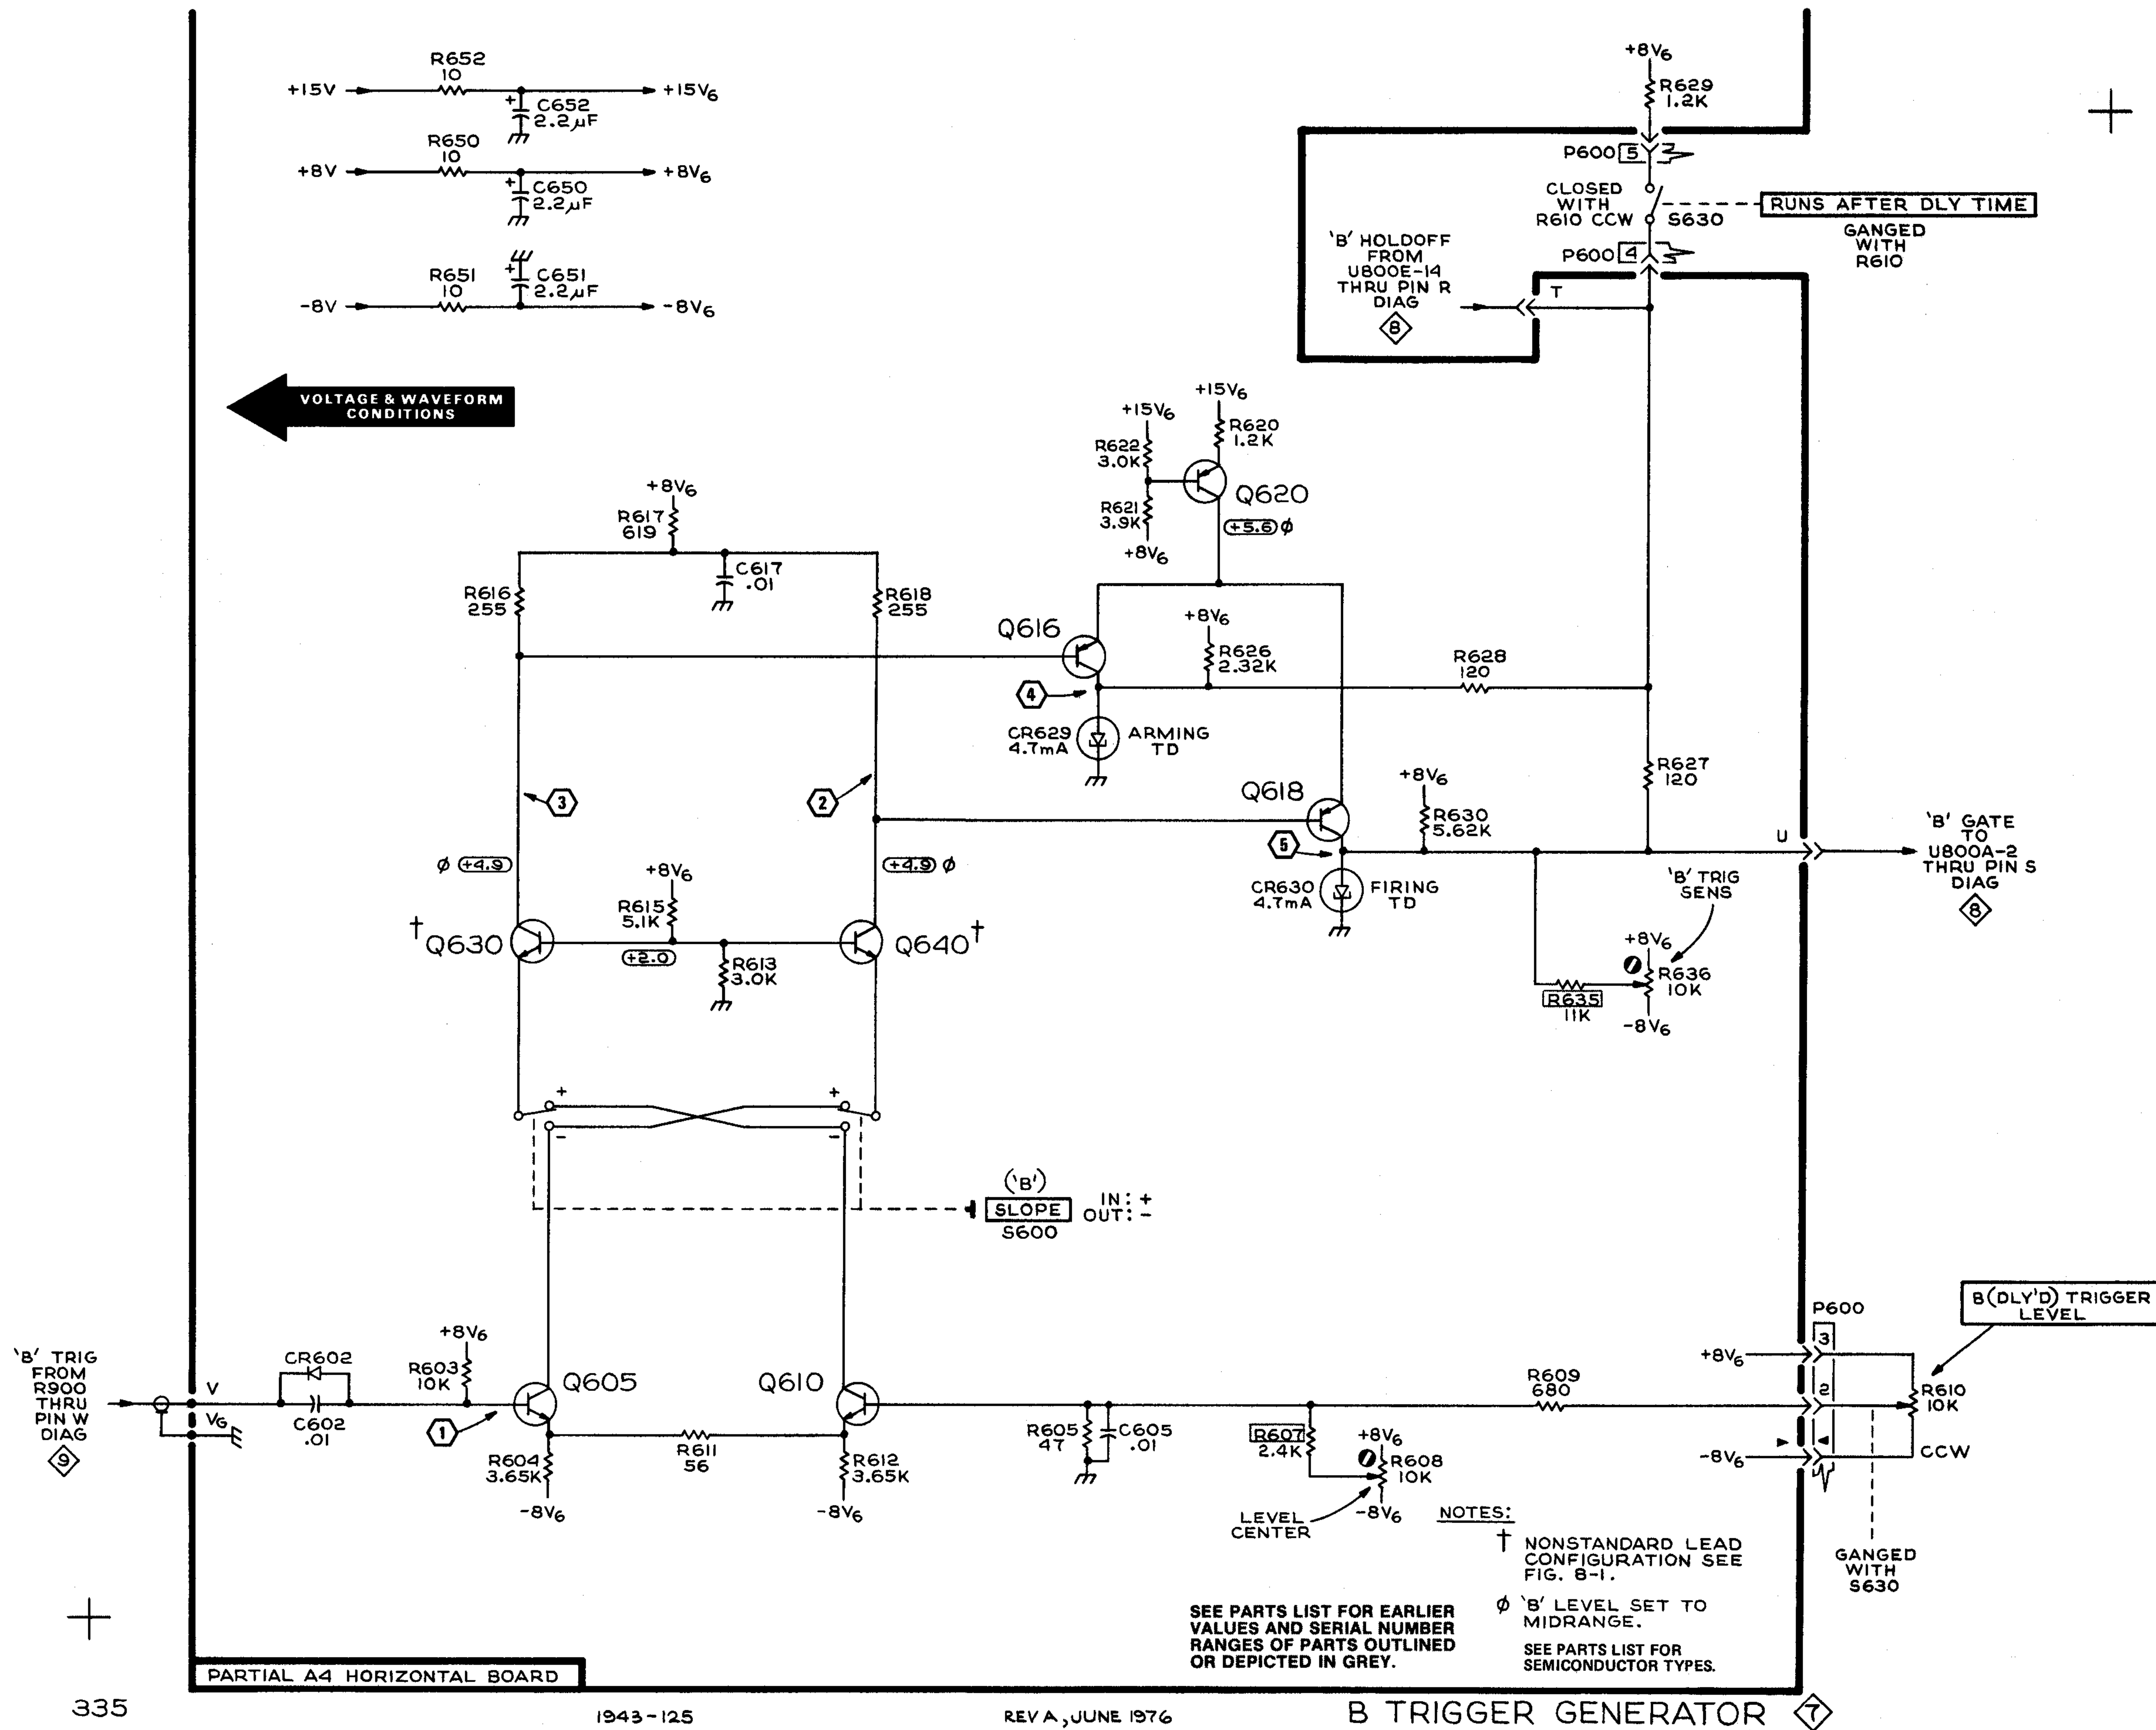 +15V
R652
10
C652
2.2µF
+
+15V6
+8V
R650
10
C650
2.2µF
+
+8V6
-8V
R651
10
C651
2.2µF
+
-8V6
VOLTAGE & WAVEFORM
CONDITIONS
+8V6
R629
1.2K
P600 5
CLOSED
WITH
R610 CCW
S630
RUNS AFTER DLY TIME
GANGED
WITH
R610
P600 4
'B' HOLDOFF
FROM
U800E-14
THRU PIN R
DIAG
8
T
+15V6
R620
1.2K
+15V6
R622
3.0K
Q620
R621
3.9K
+8V6
+5.6 ϕ
+8V6
R617
619
C617
.01
R616
255
R618
255
Q616
+8V6
R626
2.32K
R628
120
4
CR629
4.7mA
ARMING
TD
R627
120
3
2
Q618
+8V6
R630
5.62K
5
CR630
4.7mA
FIRING
TD
U
'B' GATE
TO
U800A-2
THRU PIN S
DIAG
8
ϕ +4.9
+4.9 ϕ
+8V6
R615
5.1K
'B' TRIG
SENS
†Q630
Q640†
+2.0
R613
3.0K
+8V6
R636
10K
R635
11K
-8V6
+
+
-
-
('B')
SLOPE
S600
IN: +
OUT: -
B(DLY'D) TRIGGER
LEVEL
P600
3
+8V6
'B' TRIG
FROM
R900
THRU
PIN W
DIAG
9
V
VG
CR602
C602
.01
+8V6
R603
10K
1
Q605
Q610
R609
680
2
R610
10K
R604
3.65K
-8V6
R611
56
R612
3.65K
-8V6
R605
47
C605
.01
R607
2.4K
+8V6
R608
10K
-8V6
-8V6
CCW
LEVEL
CENTER
GANGED
WITH
S630
NOTES:
† NONSTANDARD LEAD
CONFIGURATION SEE
FIG. 8-1.
ϕ 'B' LEVEL SET TO
MIDRANGE.
SEE PARTS LIST FOR
SEMICONDUCTOR TYPES.
SEE PARTS LIST FOR EARLIER
VALUES AND SERIAL NUMBER
RANGES OF PARTS OUTLINED
OR DEPICTED IN GREY.
PARTIAL A4 HORIZONTAL BOARD
335
1943-125
REV A, JUNE 1976
B TRIGGER GENERATOR 7